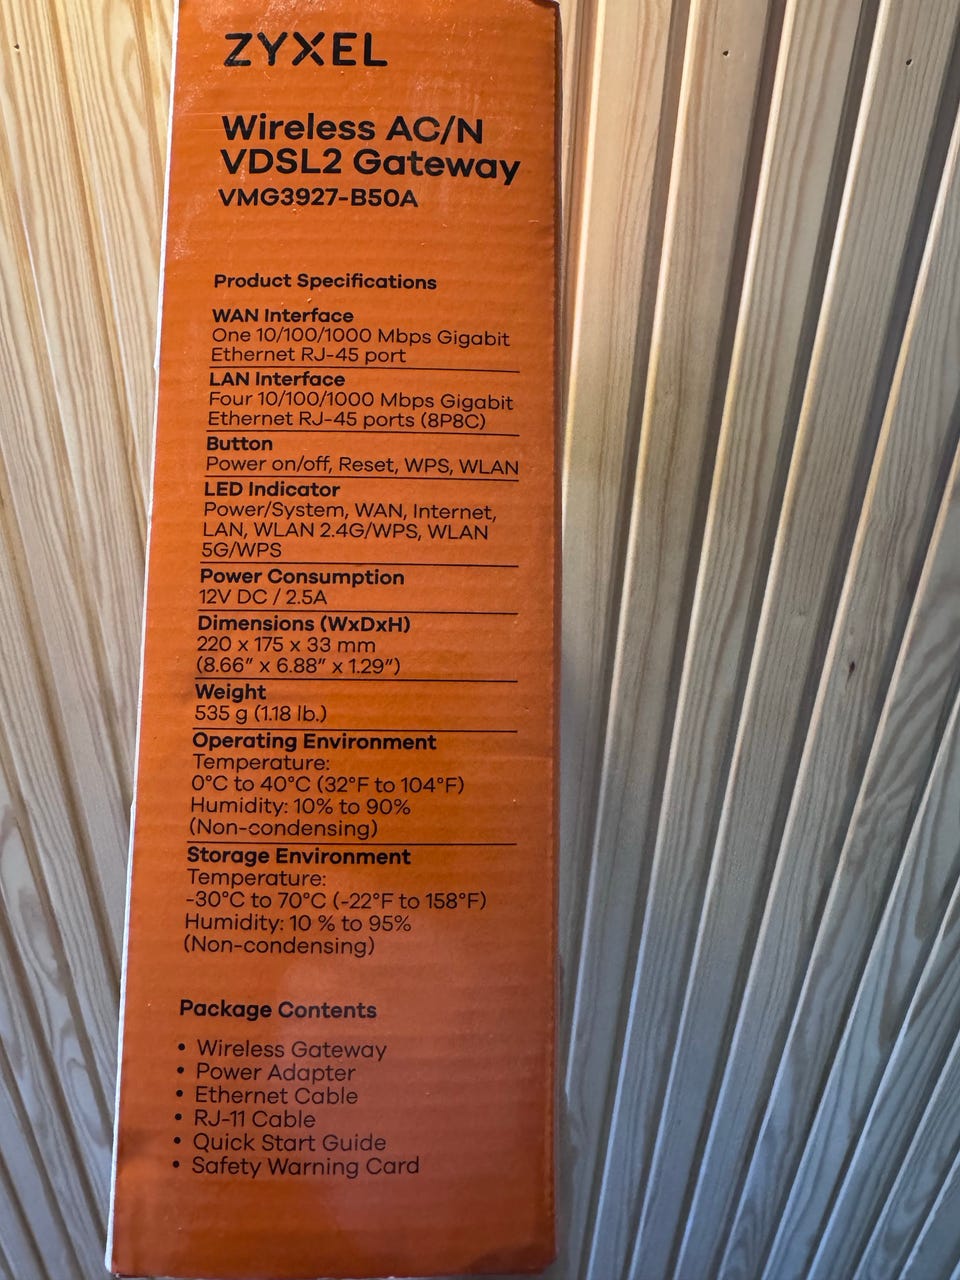 ZYXEL
Wireless AC/N
VDSL2 Gateway
VMG3927-B50A
Product Specifications
WAN Interface
One 10/100/1000 Mbps Gigabit
Ethernet RJ-45 port
LAN Interface
Four 10/100/1000 Mbps Gigabit
Ethernet RJ-45 ports (8P8C)
Button
Power on/off, Reset, WPS, WLAN
LED Indicator
Power/System, WAN, Internet,
LAN, WLAN 2.4G/WPS, WLAN
5G/WPS
Power Consumption
12V DC / 2.5A
Dimensions (WxDxH)
220 x 175 x 33 mm
(8.66″ x 6.88″ x 1.29″)
Weight
535 g (1.18 lb.)
Operating Environment
Temperature:
0°C to 40°C (32°F to 104°F)
Humidity: 10% to 90%
(Non-condensing)
Storage Environment
Temperature:
-30°C to 70°C (-22°F to 158°F)
Humidity: 10 % to 95%
(Non-condensing)
Package Contents
• Wireless Gateway
• Power Adapter
• Ethernet Cable
• RJ-11 Cable
• Quick Start Guide
• Safety Warning Card